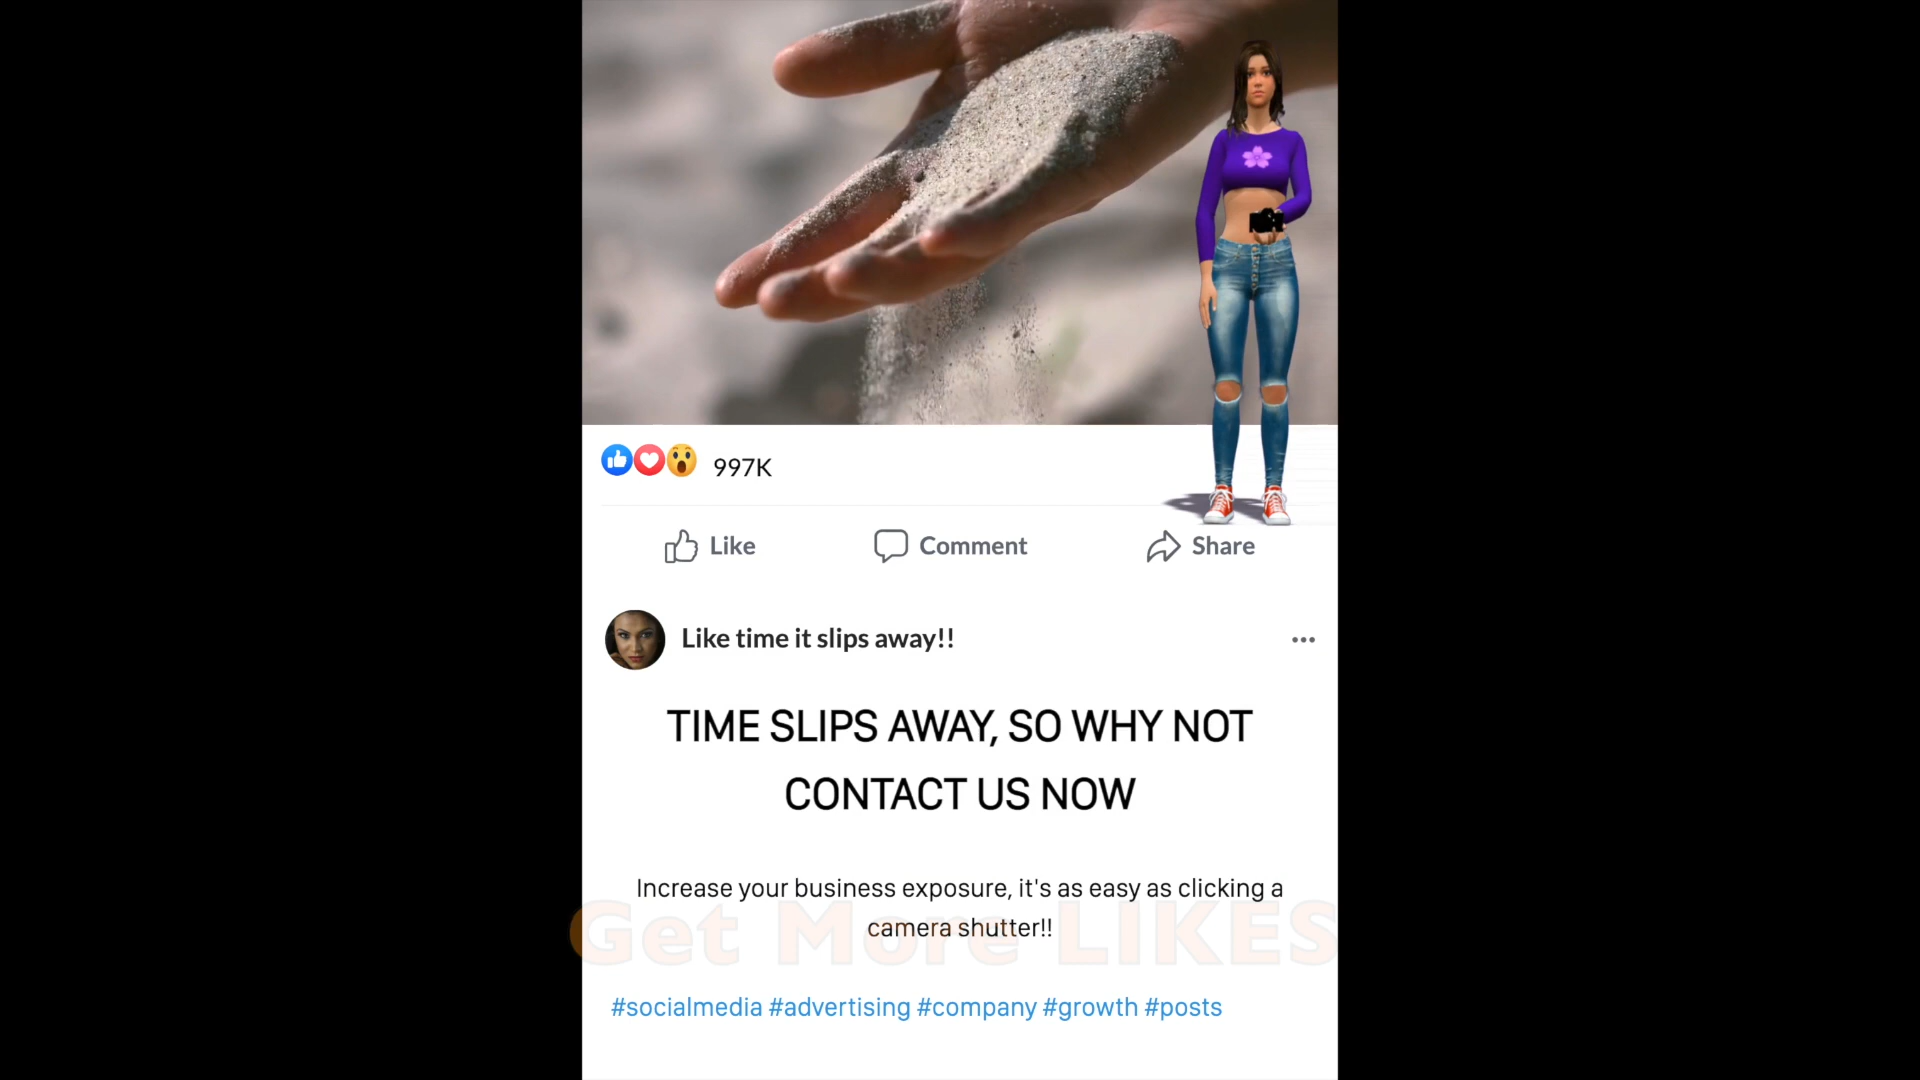 997K
Like Comment Share
Like time it slips away!!
TIME SLIPS AWAY, SO WHY NOT
CONTACT US NOW
Increase your business exposure, it's as easy as clicking a
camera shutter!!
Get More LIKES
#socialmedia #advertising #company #growth #posts